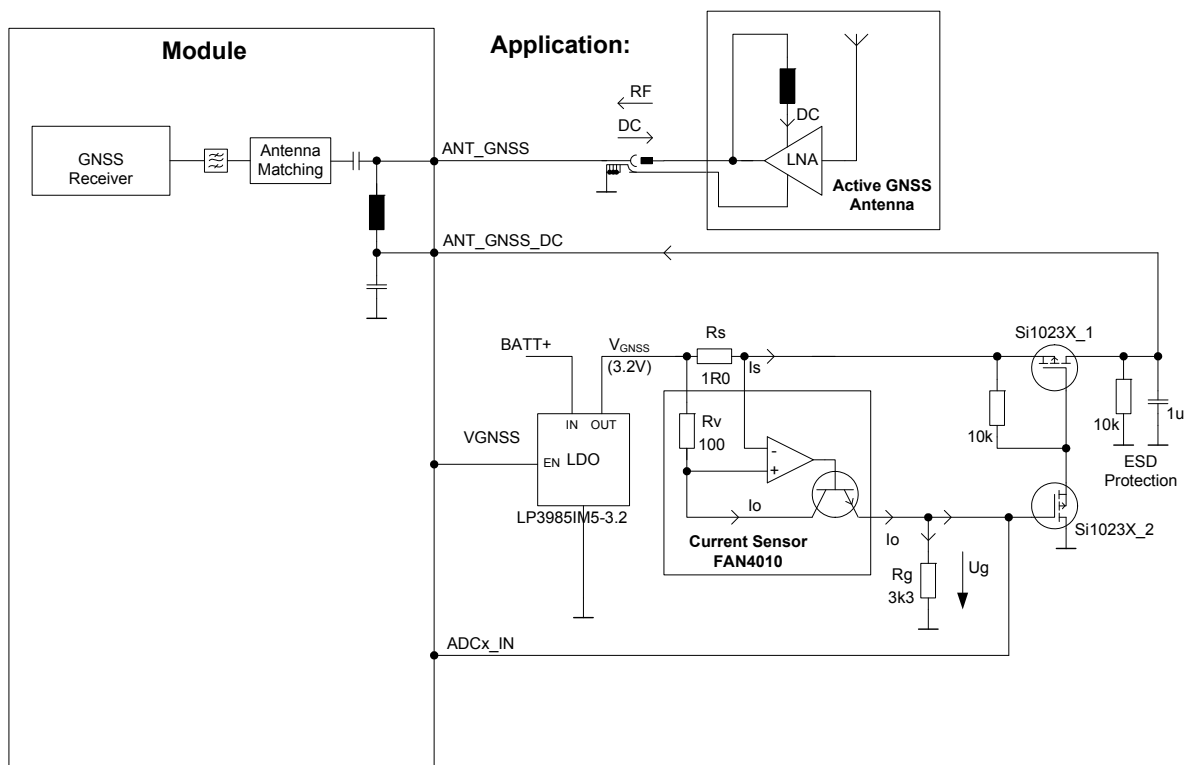 Module
Application:
RF
DC
DC
GNSS
Receiver
Antenna
Matching
ANT_GNSS
LNA
Active GNSS
Antenna
ANT_GNSS_DC
BATT+
VGNSS
(3.2V)
Rs
1R0
Is
Si1023X_1
Rv
100
10k
10k
1u
ESD
Protection
VGNSS
IN
OUT
EN
LDO
LP3985IM5-3.2
-
+
Io
Io
Current Sensor
FAN4010
Rg
3k3
Ug
Si1023X_2
ADCx_IN